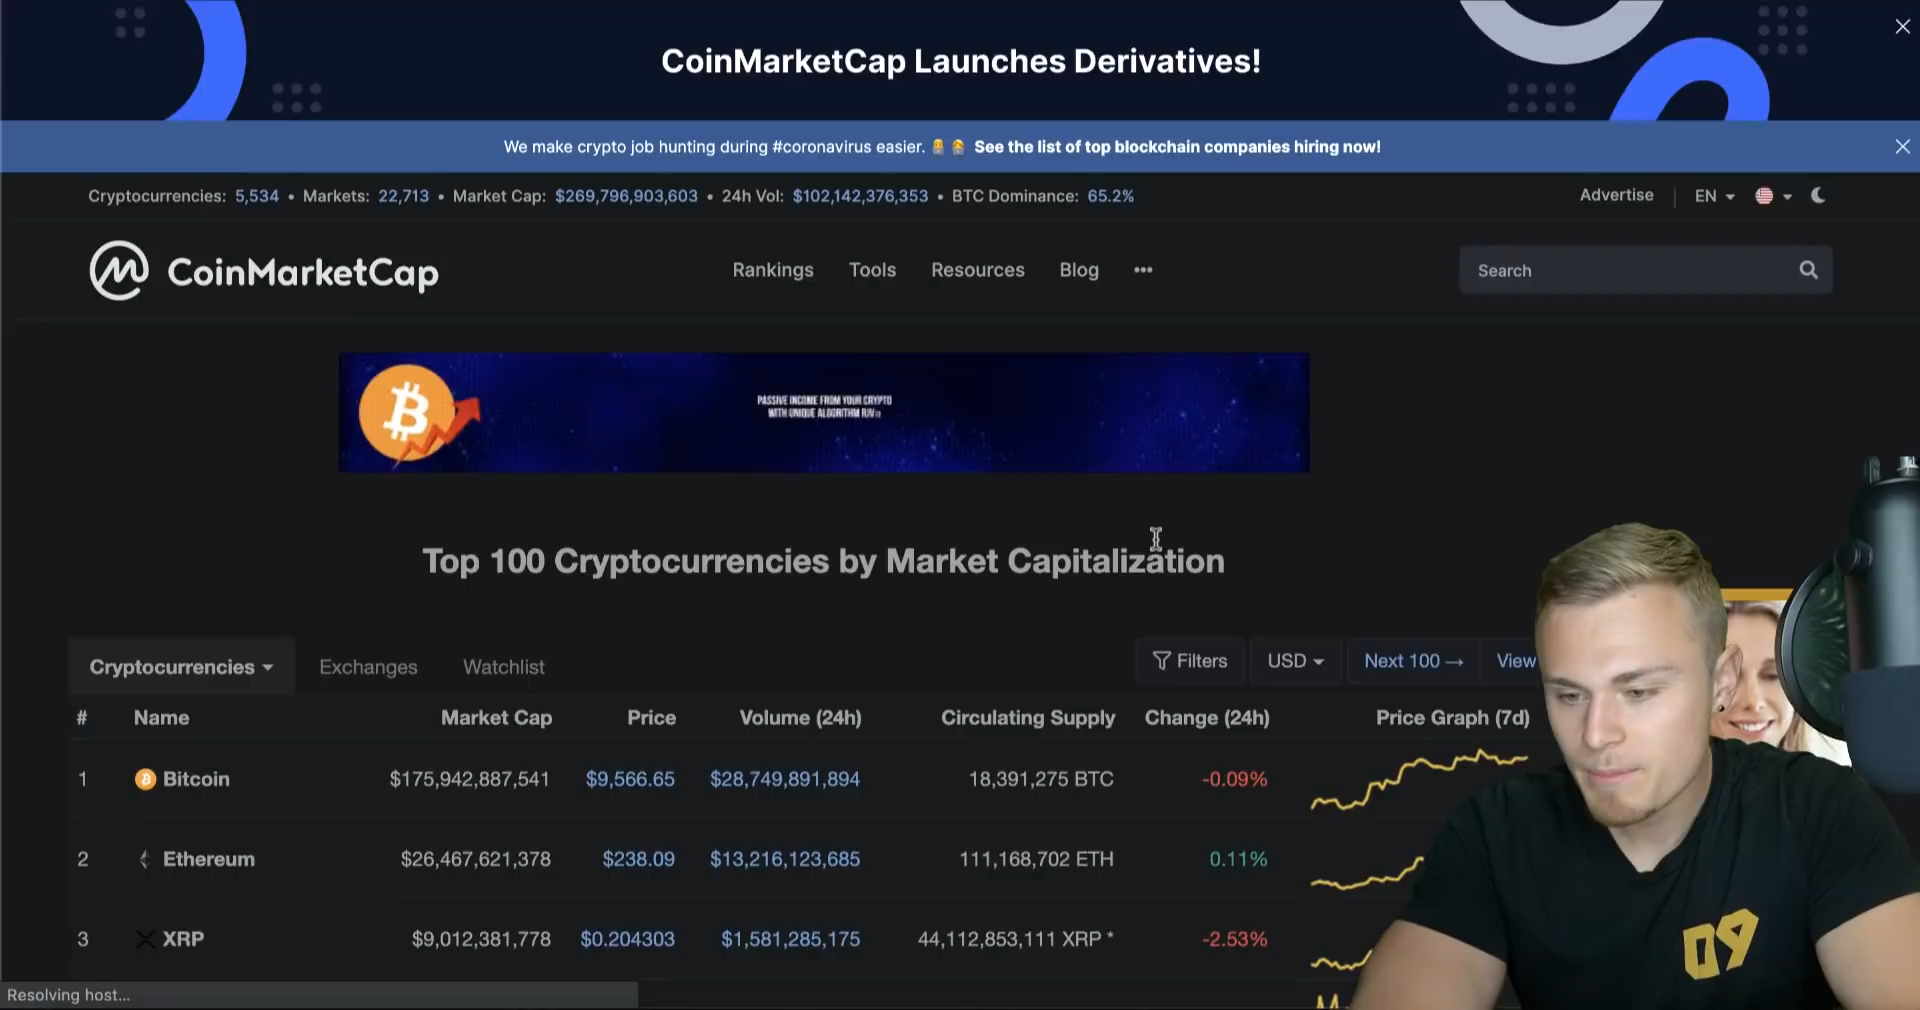 CoinMarketCap Launches Derivatives!
We make crypto job hunting during #coronavirus easier. See the list of top blockchain companies hiring now!
Cryptocurrencies: 5,534 • Markets: 22,713 • Market Cap: $269,796,903,603 • 24h Vol: $102,142,376,353 • BTC Dominance: 65.2%
Advertise EN
CoinMarketCap Rankings Tools Resources Blog Search
PASSIVE INCOME FROM YOUR CRYPTO
WITH UNIQUE ALGORITHM
Top 100 Cryptocurrencies by Market Capitalization
Cryptocurrencies Exchanges Watchlist Filters USD Next 100 → View
# Name Market Cap Price Volume (24h) Circulating Supply Change (24h) Price Graph (7d)
1 Bitcoin $175,942,887,541 $9,566.65 $28,749,891,894 18,391,275 BTC -0.09%
2 Ethereum $26,467,621,378 $238.09 $13,216,123,685 111,168,702 ETH 0.11%
3 XRP $9,012,381,778 $0.204303 $1,581,285,175 44,112,853,111 XRP * -2.53%
09
Resolving host...